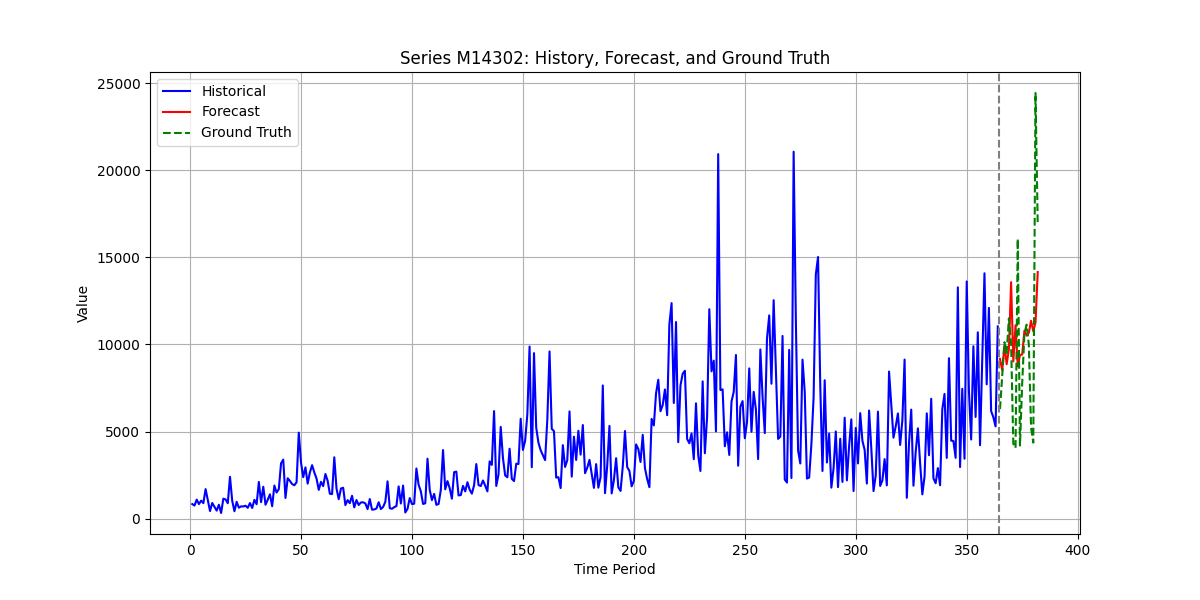 Series M14302: History, Forecast, and Ground Truth
Historical
Forecast
Ground Truth
25000
20000
15000
10000
5000
0
Value
0 50 100 150 200 250 300 350 400
Time Period